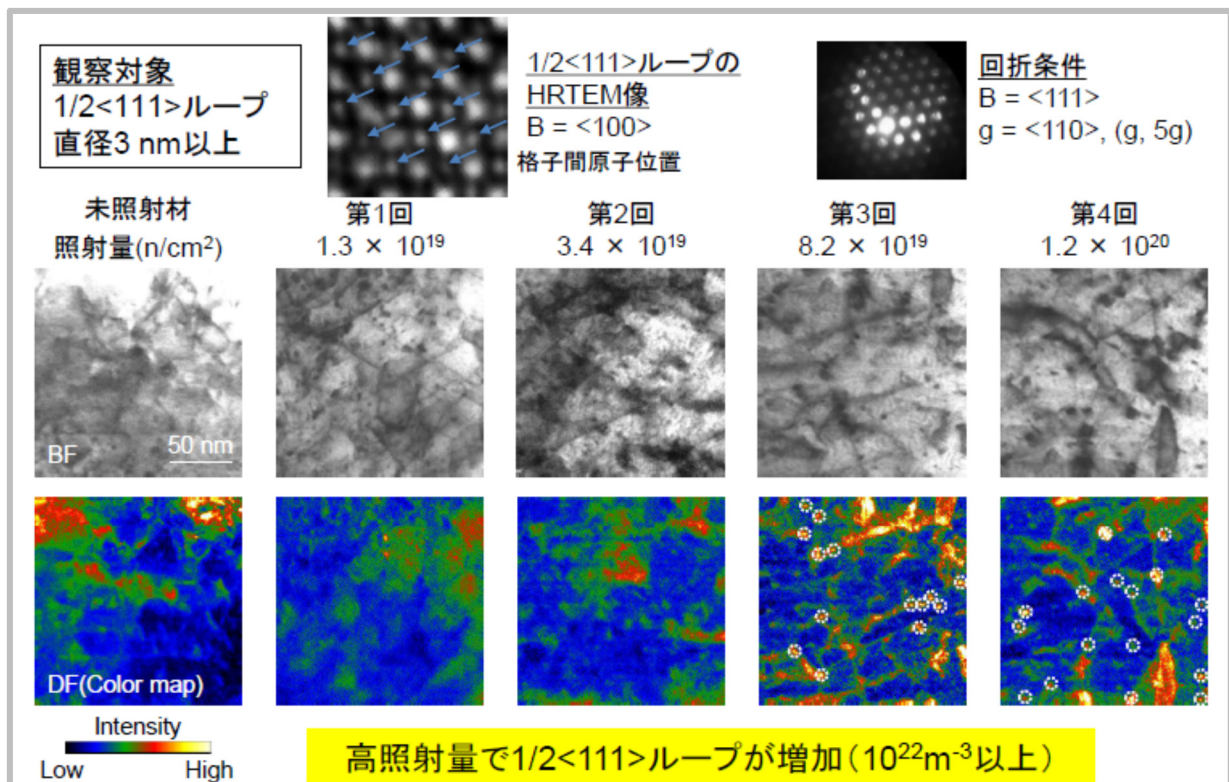 観察対象
1/2<111>ループ
直径3 nm以上
1/2<111>ループの
HRTEM像
B = <100>
格子間原子位置
回折条件
B = <111>
g = <110>, (g, 5g)
未照射材
照射量(n/cm²)
第1回
1.3 × 10¹⁹
第2回
3.4 × 10¹⁹
第3回
8.2 × 10¹⁹
第4回
1.2 × 10²⁰
BF
50 nm
DF(Color map)
Intensity
Low High
高照射量で1/2<111>ループが増加(10²²m⁻³以上)